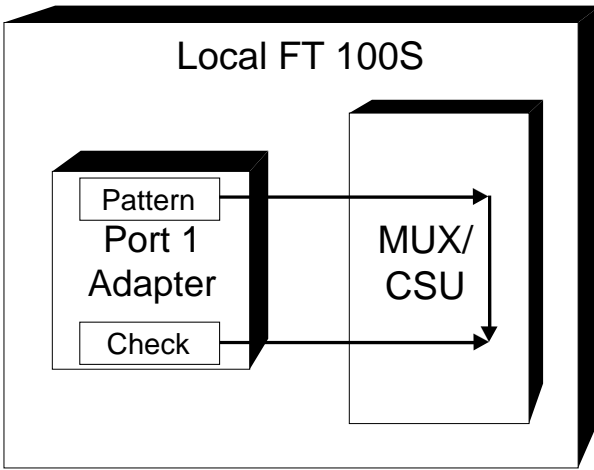 Local FT 100S
Pattern
Port 1
Adapter
Check
MUX/
CSU